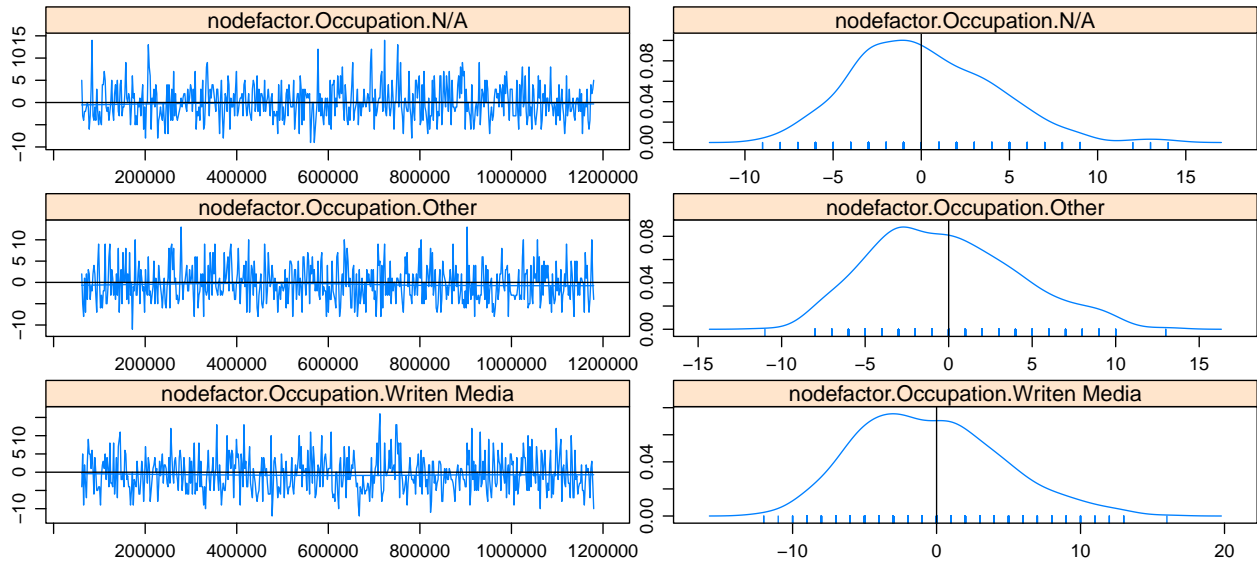 nodefactor.Occupation.N/A
−10 0 5 10 15
200000 400000 600000 800000 1000000 1200000
nodefactor.Occupation.N/A
0.00 0.04 0.08
−10 −5 0 5 10 15
nodefactor.Occupation.Other
−10 0 5 10
200000 400000 600000 800000 1000000 1200000
nodefactor.Occupation.Other
0.00 0.04 0.08
−15 −10 −5 0 5 10 15
nodefactor.Occupation.Writen Media
−10 0 5 10
200000 400000 600000 800000 1000000 1200000
nodefactor.Occupation.Writen Media
0.00 0.04
−10 0 10 20